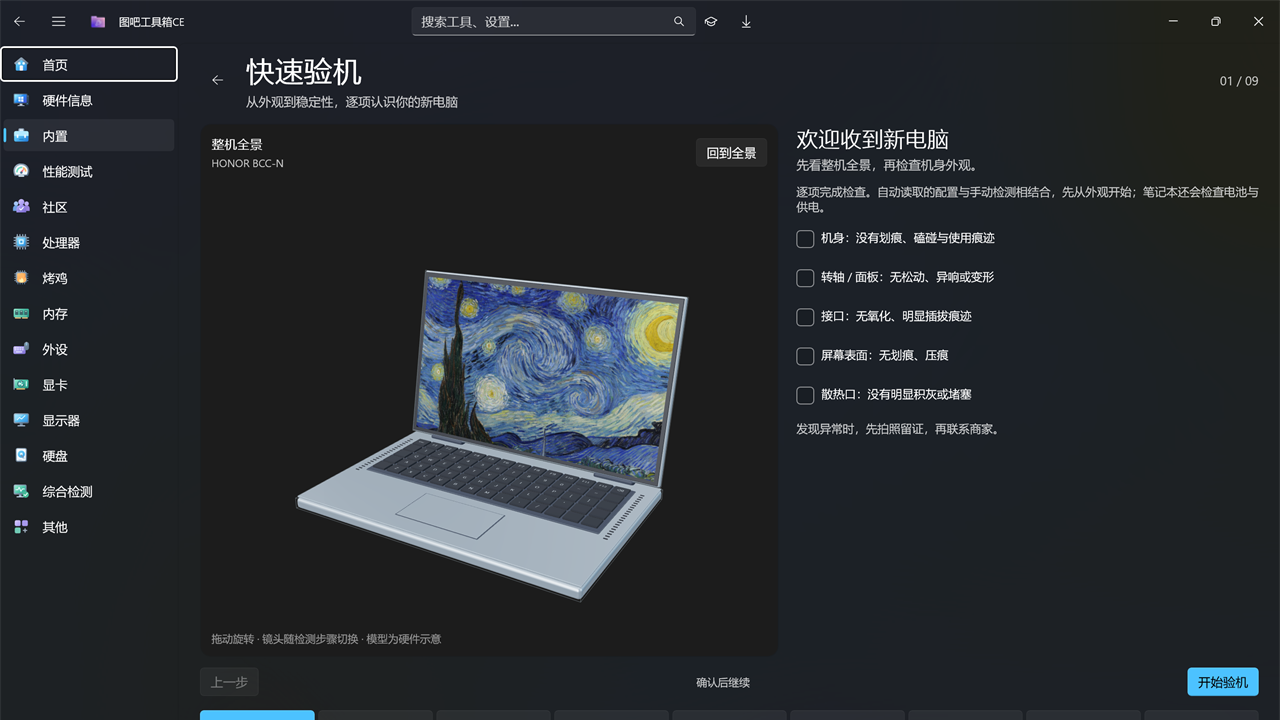 图吧工具箱CE
搜索工具、设置...
首页
硬件信息
内置
性能测试
社区
处理器
烤鸡
内存
外设
显卡
显示器
硬盘
综合检测
其他
快速验机
从外观到稳定性，逐项认识你的新电脑
01 / 09
整机全景
HONOR BCC-N
回到全景
拖动旋转 · 镜头随检测步骤切换 · 模型为硬件示意
欢迎收到新电脑
先看整机全景，再检查机身外观。
逐项完成检查。自动读取的配置与手动检测相结合，先从外观开始；笔记本还会检查电池与
供电。
机身：没有划痕、磕碰与使用痕迹
转轴 / 面板：无松动、异响或变形
接口：无氧化、明显插拔痕迹
屏幕表面：无划痕、压痕
散热口：没有明显积灰或堵塞
发现异常时，先拍照留证，再联系商家。
上一步
确认后继续
开始验机